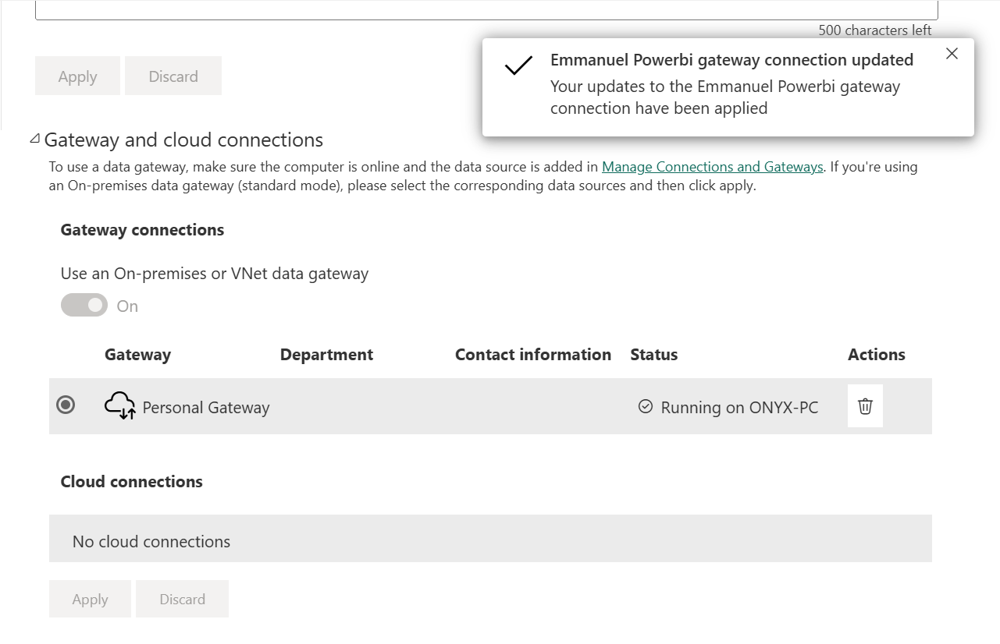 500 characters left
Emmanuel Powerbi gateway connection updated
Your updates to the Emmanuel Powerbi gateway
connection have been applied
Apply
Discard
Gateway and cloud connections
To use a data gateway, make sure the computer is online and the data source is added in Manage Connections and Gateways. If you're using
an On-premises data gateway (standard mode), please select the corresponding data sources and then click apply.
Gateway connections
Use an On-premises or VNet data gateway
On
Gateway Department Contact information Status Actions
Personal Gateway Running on ONYX-PC
Cloud connections
No cloud connections
Apply Discard